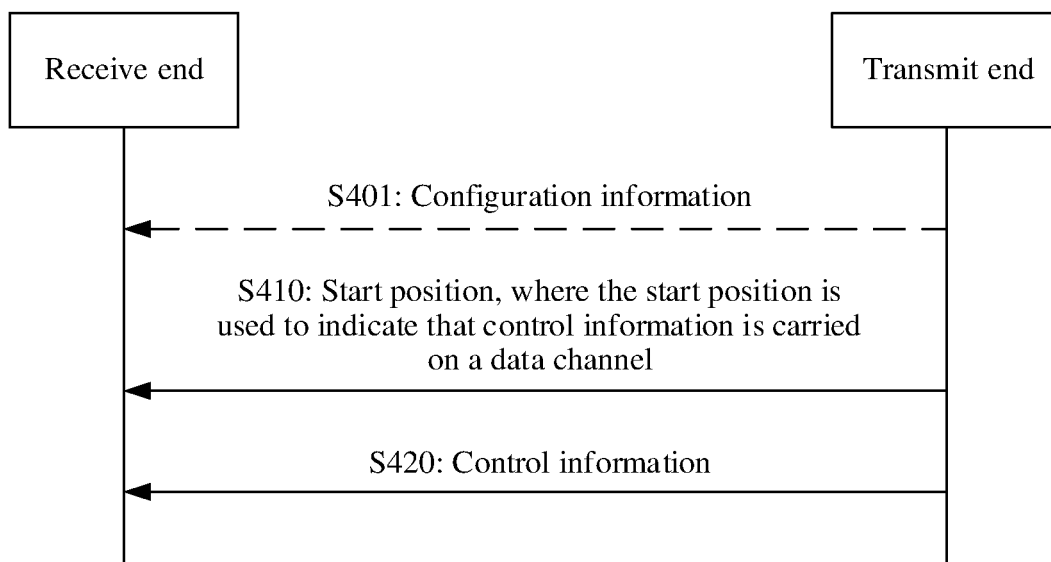 Receive end
Transmit end
S401: Configuration information
S410: Start position, where the start position is
used to indicate that control information is carried
on a data channel
S420: Control information